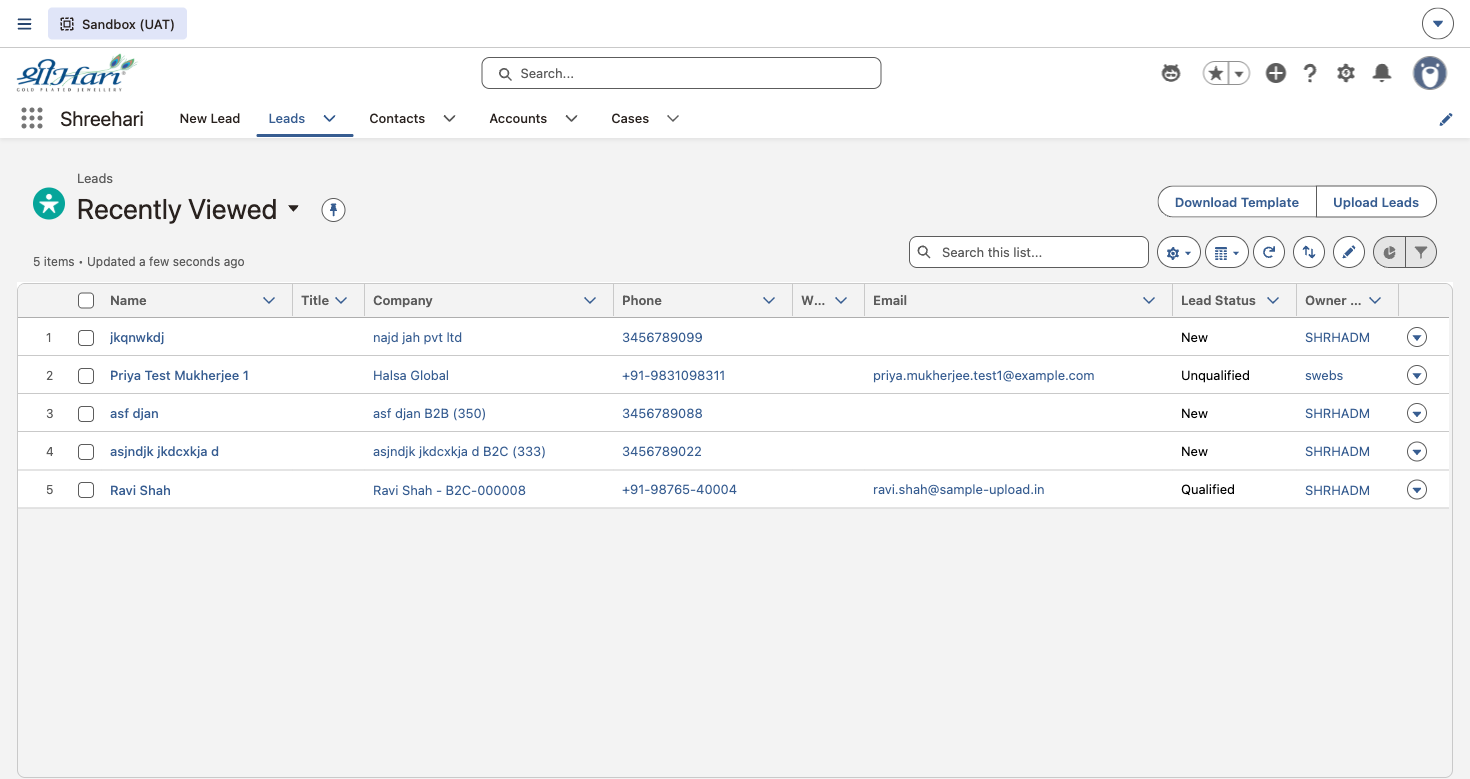 Sandbox (UAT)
श्रीHari
GOLD PLATED JEWELLERY
Search...
Shreehari
New Lead
Leads
Contacts
Accounts
Cases
Leads
Recently Viewed
Download Template
Upload Leads
5 items • Updated a few seconds ago
Search this list...
Name Title Company Phone W... Email Lead Status Owner ...
1 jkqnwkdj najd jah pvt ltd 3456789099 New SHRHADM
2 Priya Test Mukherjee 1 Halsa Global +91-9831098311 priya.mukherjee.test1@example.com Unqualified swebs
3 asf djan asf djan B2B (350) 3456789088 New SHRHADM
4 asjndjk jkdcxkja d asjndjk jkdcxkja d B2C (333) 3456789022 New SHRHADM
5 Ravi Shah Ravi Shah - B2C-000008 +91-98765-40004 ravi.shah@sample-upload.in Qualified SHRHADM